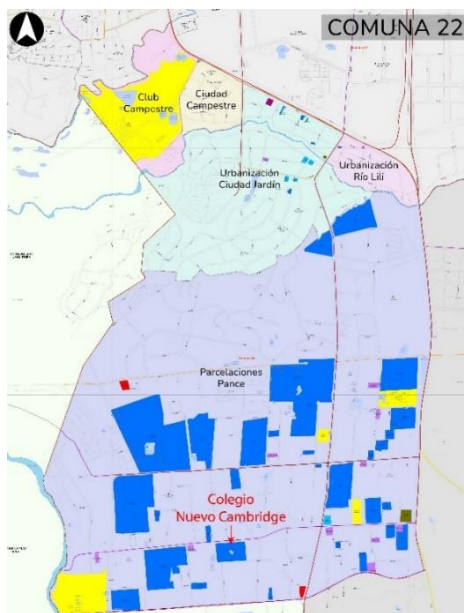 COMUNA 22
Club
Campestre
Ciudad
Campestre
Urbanización
Ciudad Jardín
Urbanización
Río Lili
Parcelaciones
Pance
Colegio
Nuevo Cambridge